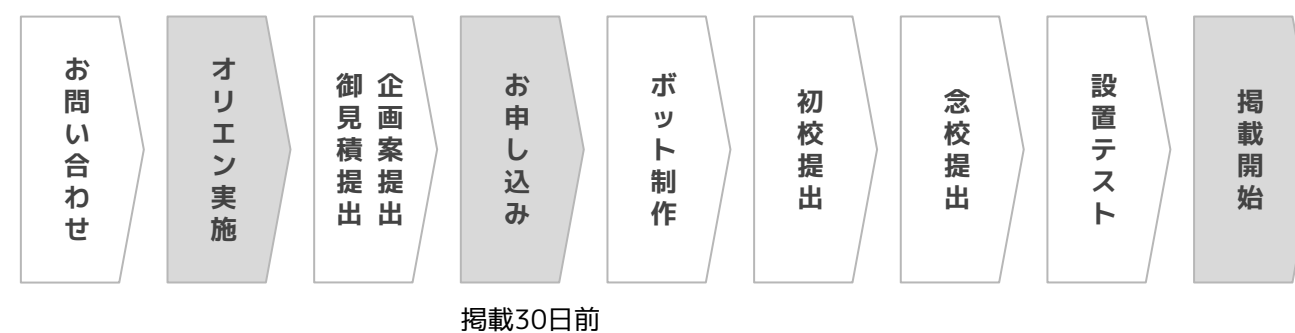 お問い合わせ
オリエン実施
企画案提出
御見積提出
お申し込み
ボット制作
初校提出
念校提出
設置テスト
掲載開始
掲載30日前